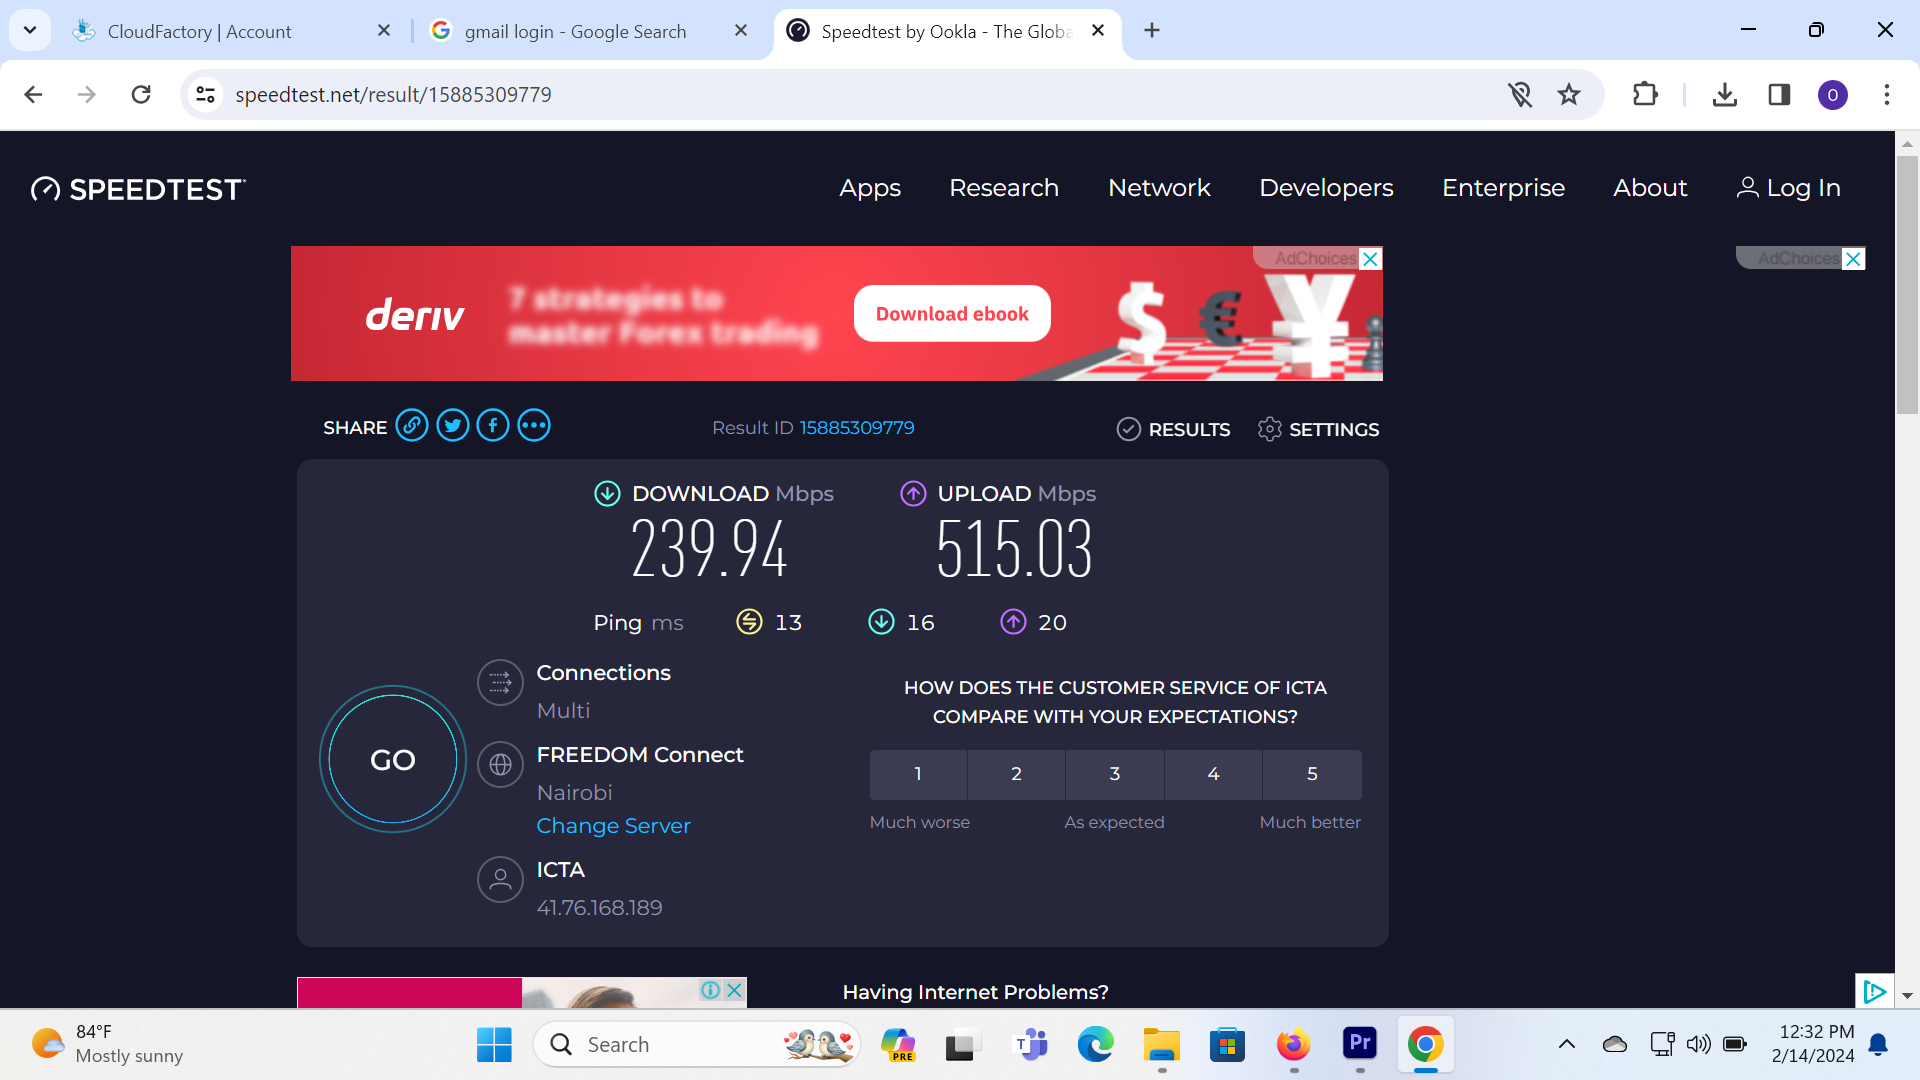 CloudFactory | Account
gmail login - Google Search
Speedtest by Ookla - The Globa
speedtest.net/result/15885309779
O
SPEEDTEST
Apps
Research
Network
Developers
Enterprise
About
Log In
AdChoices
AdChoices
deriv
7 strategies to
master Forex trading
Download ebook
SHARE
Result ID 15885309779
RESULTS
SETTINGS
DOWNLOAD Mbps
239.94
UPLOAD Mbps
515.03
Ping ms
13
16
20
GO
Connections
Multi
FREEDOM Connect
Nairobi
Change Server
ICTA
41.76.168.189
HOW DOES THE CUSTOMER SERVICE OF ICTA
COMPARE WITH YOUR EXPECTATIONS?
1 2 3 4 5
Much worse
As expected
Much better
Having Internet Problems?
84°F
Mostly sunny
Search
PRE
Pr
12:32 PM
2/14/2024